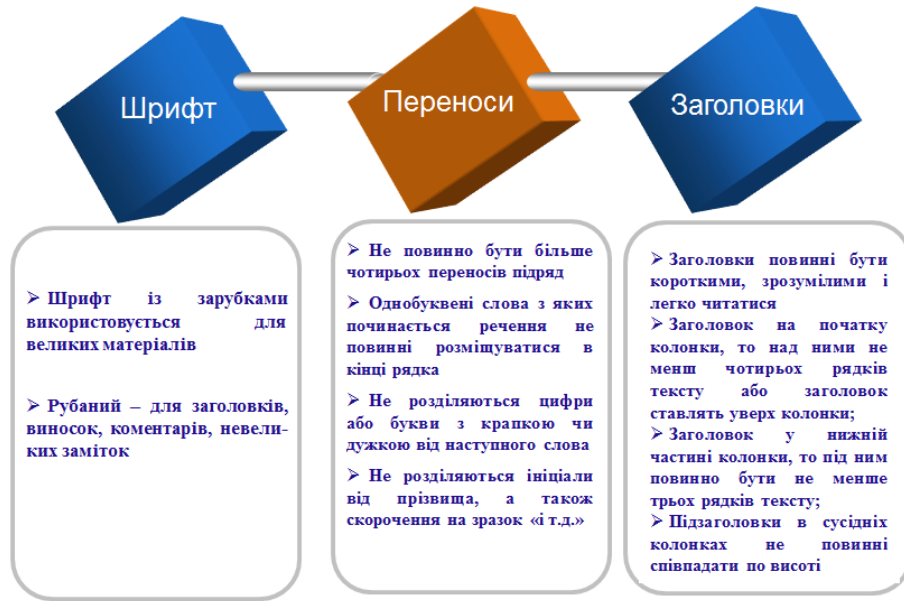 Шрифт
Переноси
Заголовки
➢ Шрифт із зарубками
використовується для
великих матеріалів
➢ Рубаний – для заголовків,
виносок, коментарів, невели-
ких заміток
➢ Не повинно бути більше
чотирьох переносів підряд
➢ Однобуквені слова з яких
починається речення не
повинні розміщуватися в
кінці рядка
➢ Не розділяються цифри
або букви з крапкою чи
дужкою від наступного слова
➢ Не розділяються ініціали
від прізвища, а також
скорочення на зразок «і т.д.»
➢ Заголовки повинні бути
короткими, зрозумілими і
легко читатися
➢ Заголовок на початку
колонки, то над ними не
менш чотирьох рядків
тексту або заголовок
ставлять уверх колонки;
➢ Заголовок у нижній
частині колонки, то під ним
повинно бути не менше
трьох рядків тексту;
➢ Підзаголовки в сусідніх
колонках не повинні
співпадати по висоті